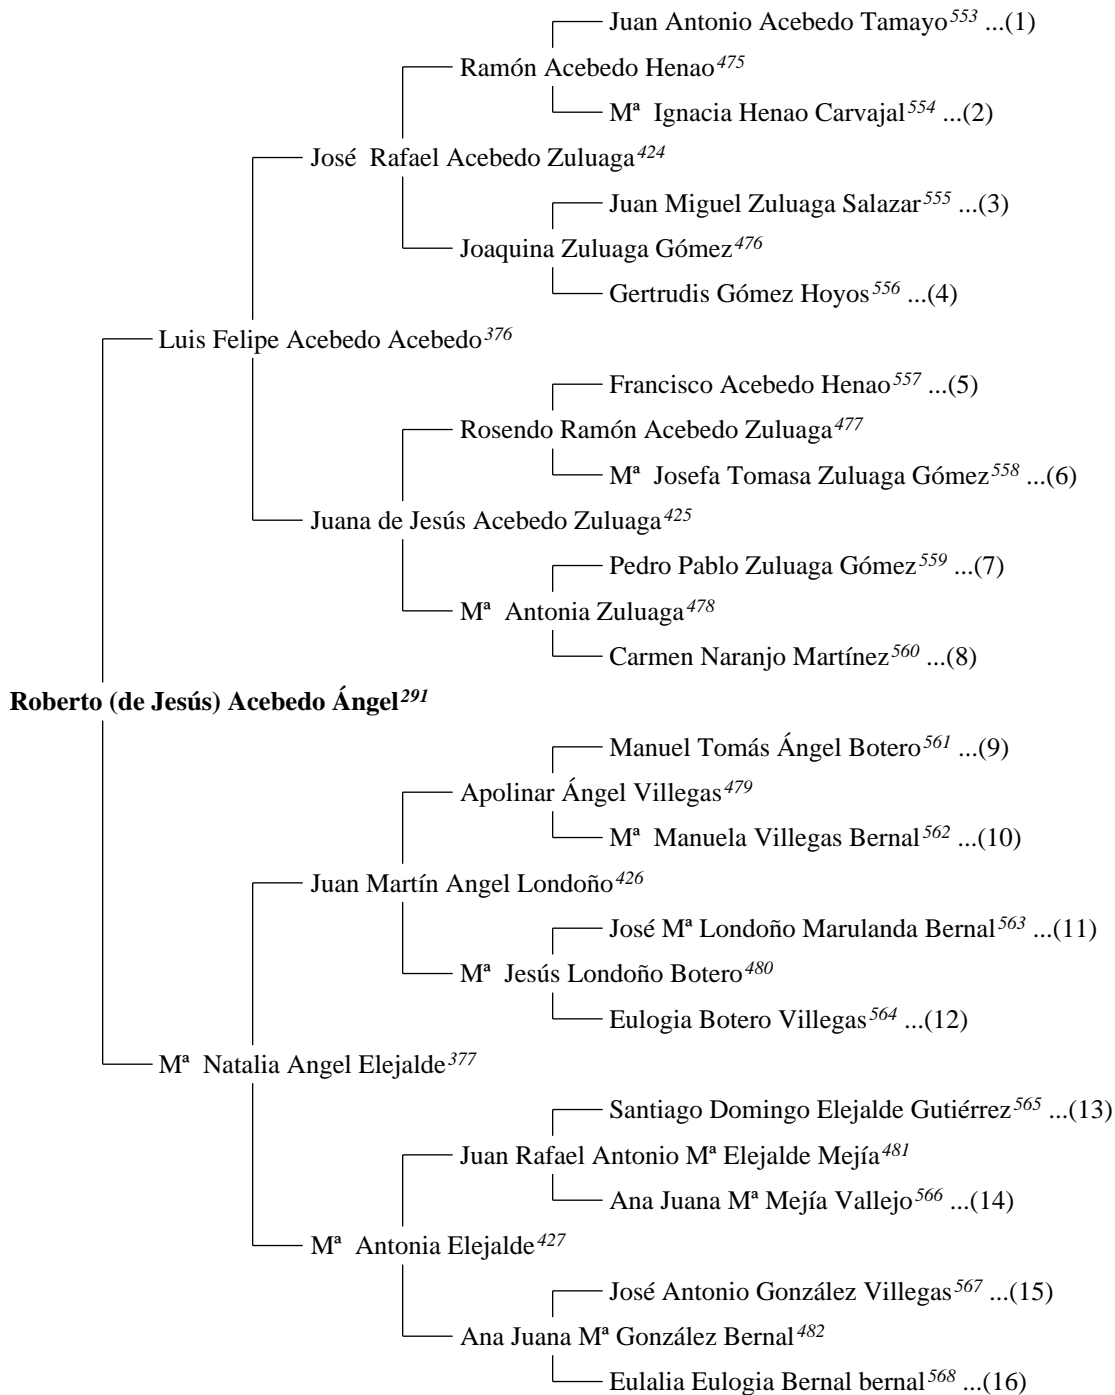 Juan Antonio Acebedo Tamayo553 ...(1)
Ramón Acebedo Henao475
Mª Ignacia Henao Carvajal554 ...(2)
José Rafael Acebedo Zuluaga424
Juan Miguel Zuluaga Salazar555 ...(3)
Joaquina Zuluaga Gómez476
Gertrudis Gómez Hoyos556 ...(4)
Luis Felipe Acebedo Acebedo376
Francisco Acebedo Henao557 ...(5)
Rosendo Ramón Acebedo Zuluaga477
Mª Josefa Tomasa Zuluaga Gómez558 ...(6)
Juana de Jesús Acebedo Zuluaga425
Pedro Pablo Zuluaga Gómez559 ...(7)
Mª Antonia Zuluaga478
Carmen Naranjo Martínez560 ...(8)
Roberto (de Jesús) Acebedo Ángel291
Manuel Tomás Ángel Botero561 ...(9)
Apolinar Ángel Villegas479
Mª Manuela Villegas Bernal562 ...(10)
Juan Martín Angel Londoño426
José Mª Londoño Marulanda Bernal563 ...(11)
Mª Jesús Londoño Botero480
Eulogia Botero Villegas564 ...(12)
Mª Natalia Angel Elejalde377
Santiago Domingo Elejalde Gutiérrez565 ...(13)
Juan Rafael Antonio Mª Elejalde Mejía481
Ana Juana Mª Mejía Vallejo566 ...(14)
Mª Antonia Elejalde427
José Antonio González Villegas567 ...(15)
Ana Juana Mª González Bernal482
Eulalia Eulogia Bernal bernal568 ...(16)